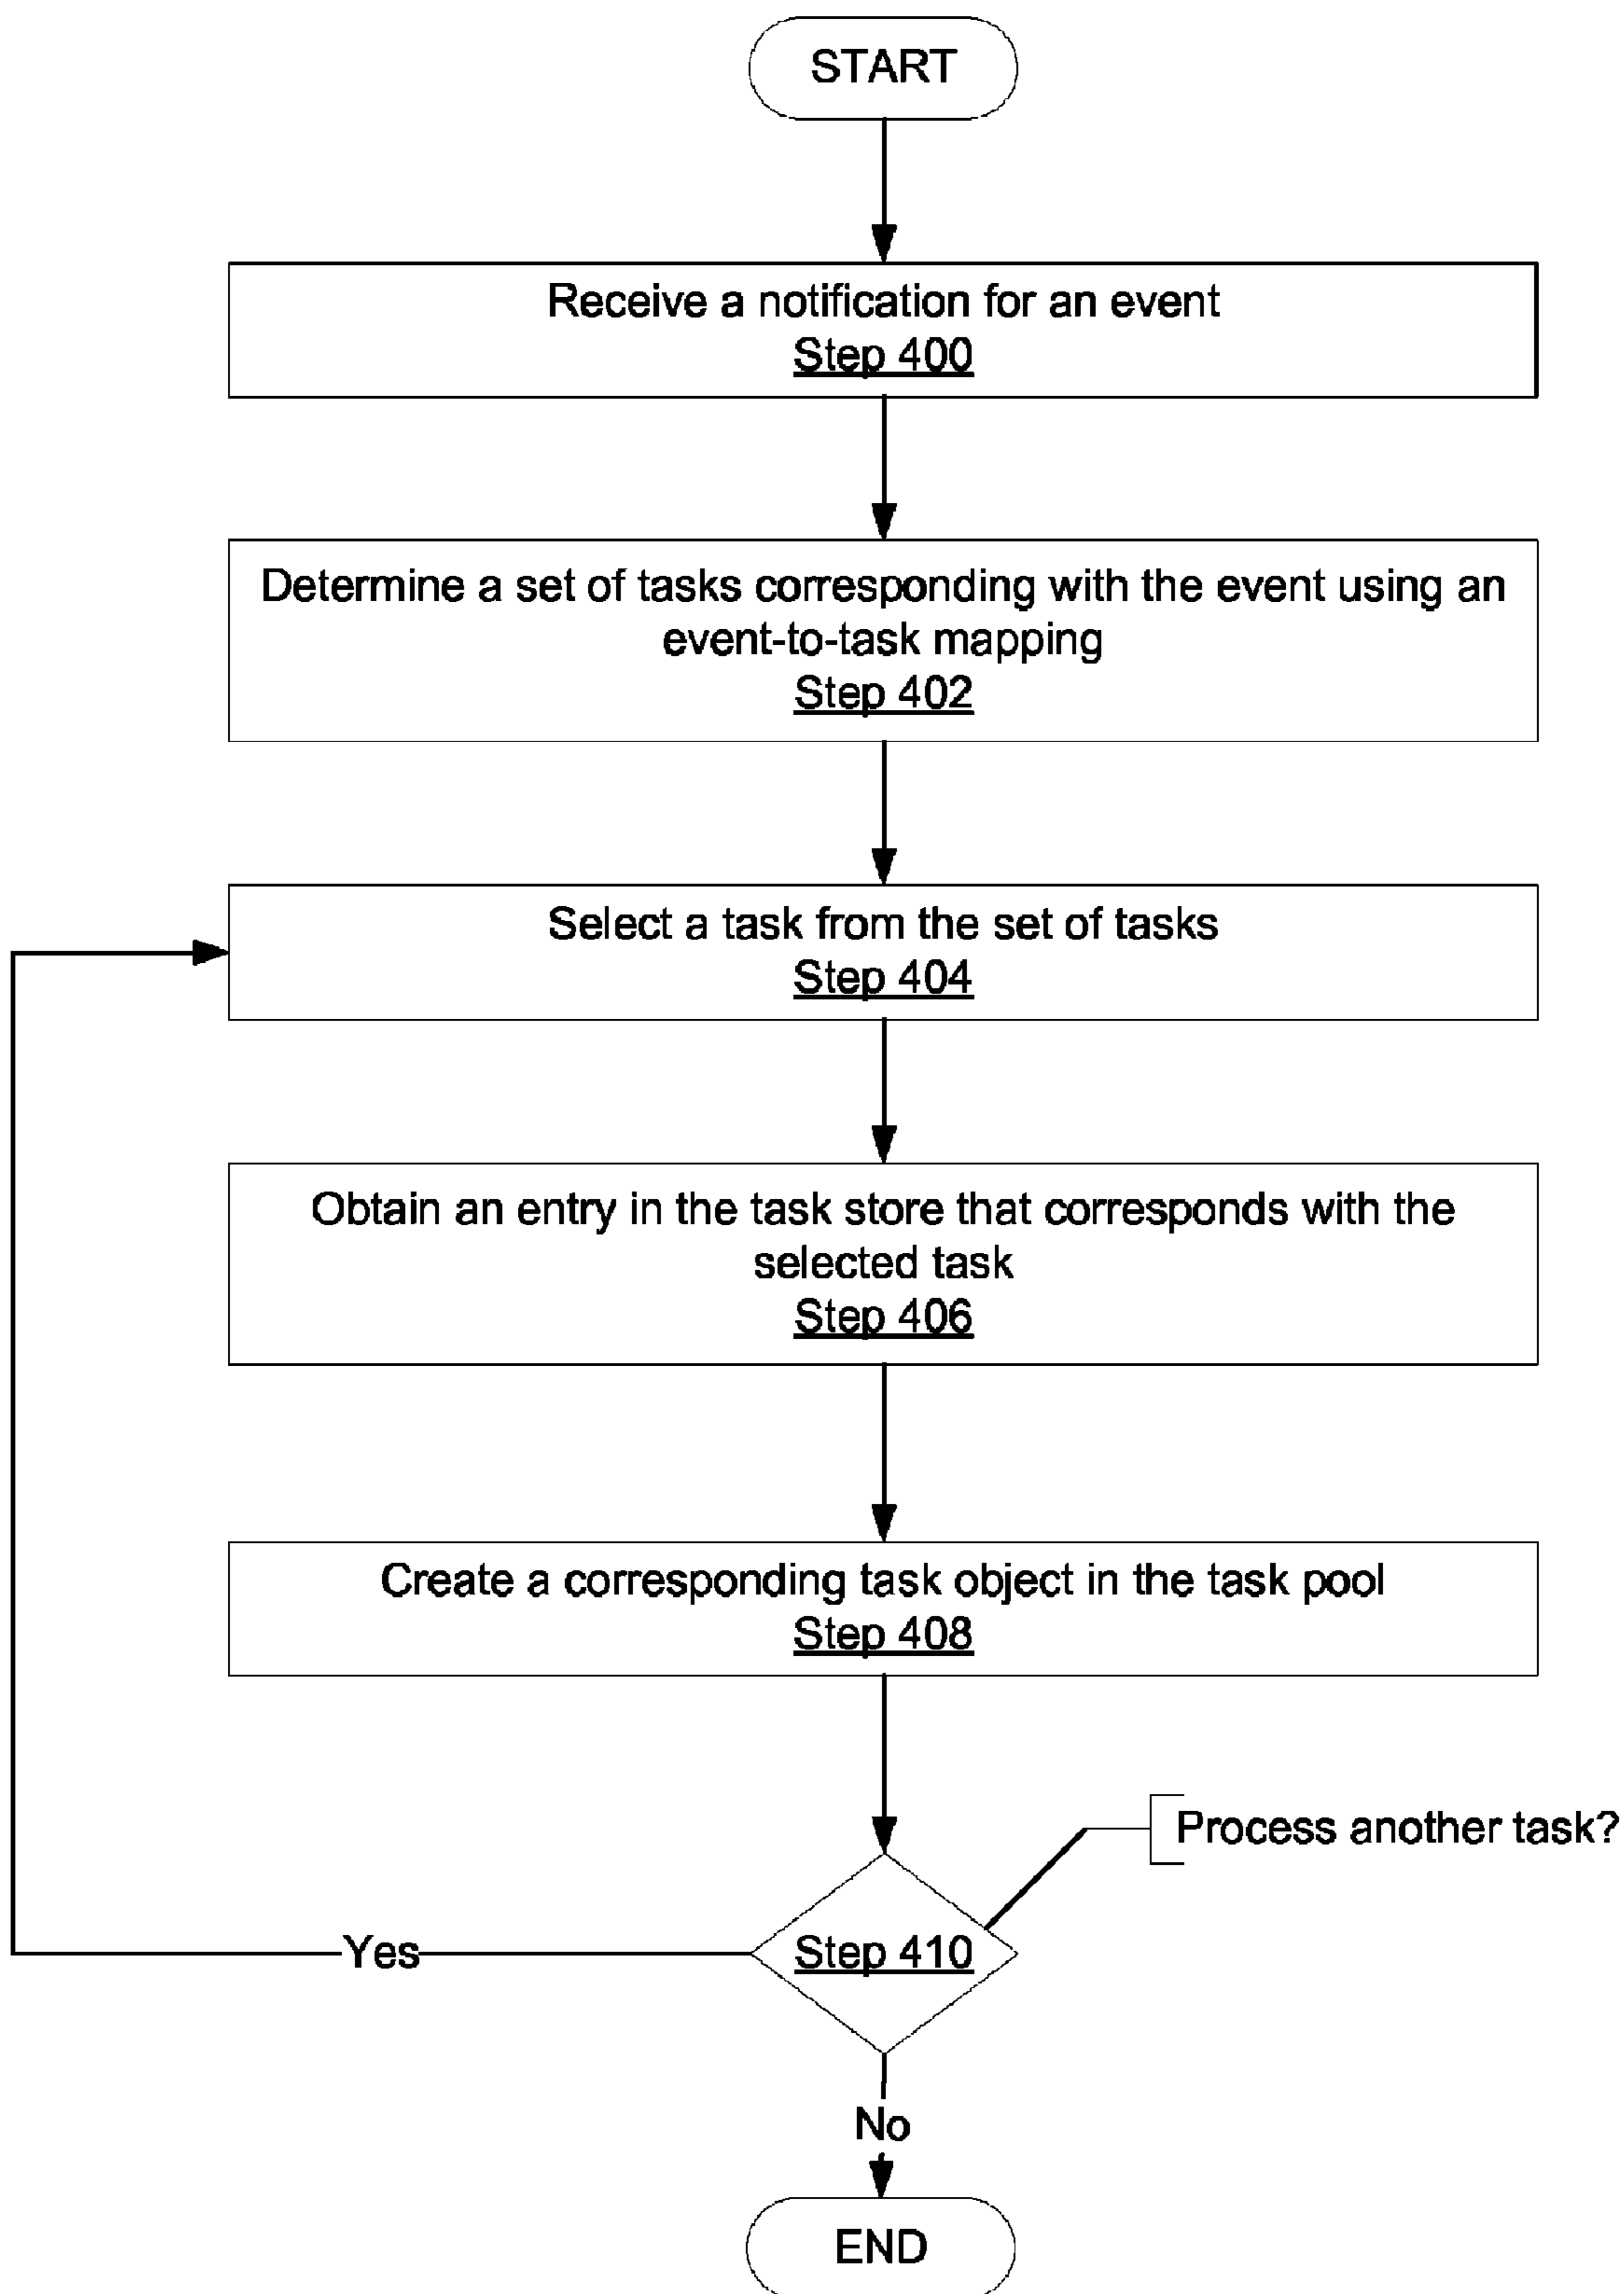 START
Receive a notification for an event
Step 400
Determine a set of tasks corresponding with the event using an
event-to-task mapping
Step 402
Select a task from the set of tasks
Step 404
Obtain an entry in the task store that corresponds with the
selected task
Step 406
Create a corresponding task object in the task pool
Step 408
Process another task?
Step 410
Yes
No
END